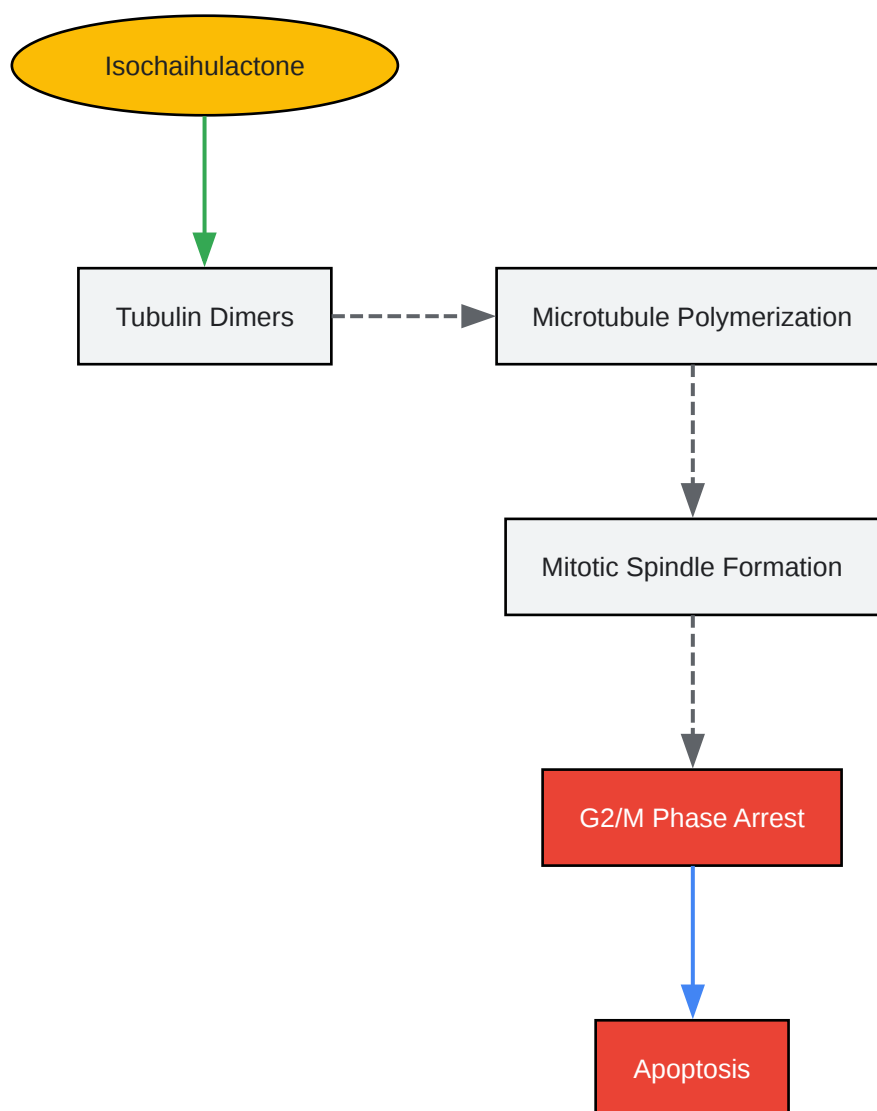 Isochaihulactone
Tubulin Dimers
Microtubule Polymerization
Mitotic Spindle Formation
G2/M Phase Arrest
Apoptosis